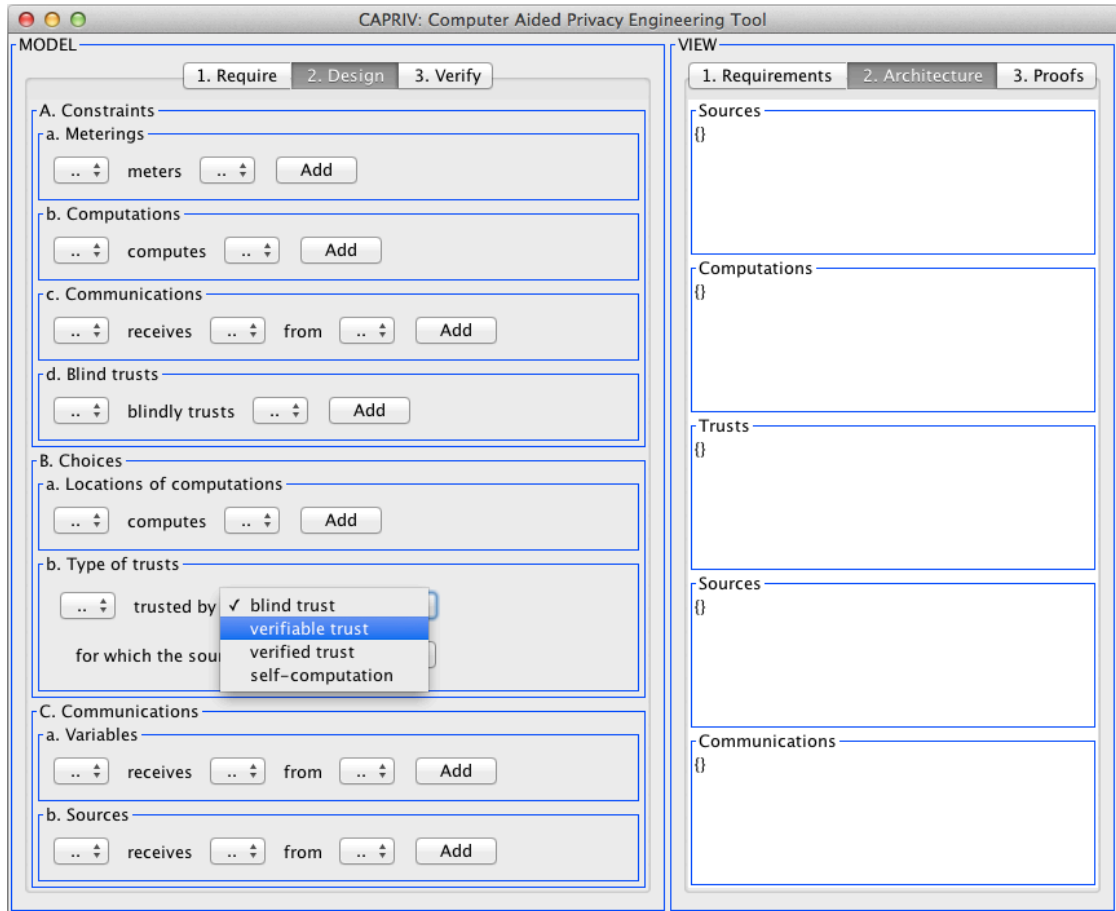 CAPRIV: Computer Aided Privacy Engineering Tool
MODEL
1. Require 2. Design 3. Verify
A. Constraints
a. Meterings
.. meters .. Add
b. Computations
.. computes .. Add
c. Communications
.. receives .. from .. Add
d. Blind trusts
.. blindly trusts .. Add
B. Choices
a. Locations of computations
.. computes .. Add
b. Type of trusts
.. trusted by ✓ blind trust
verifiable trust
for which the sou verified trust
self-computation
C. Communications
a. Variables
.. receives .. from .. Add
b. Sources
.. receives .. from .. Add
VIEW
1. Requirements 2. Architecture 3. Proofs
Sources
{}
Computations
{}
Trusts
{}
Sources
{}
Communications
{}